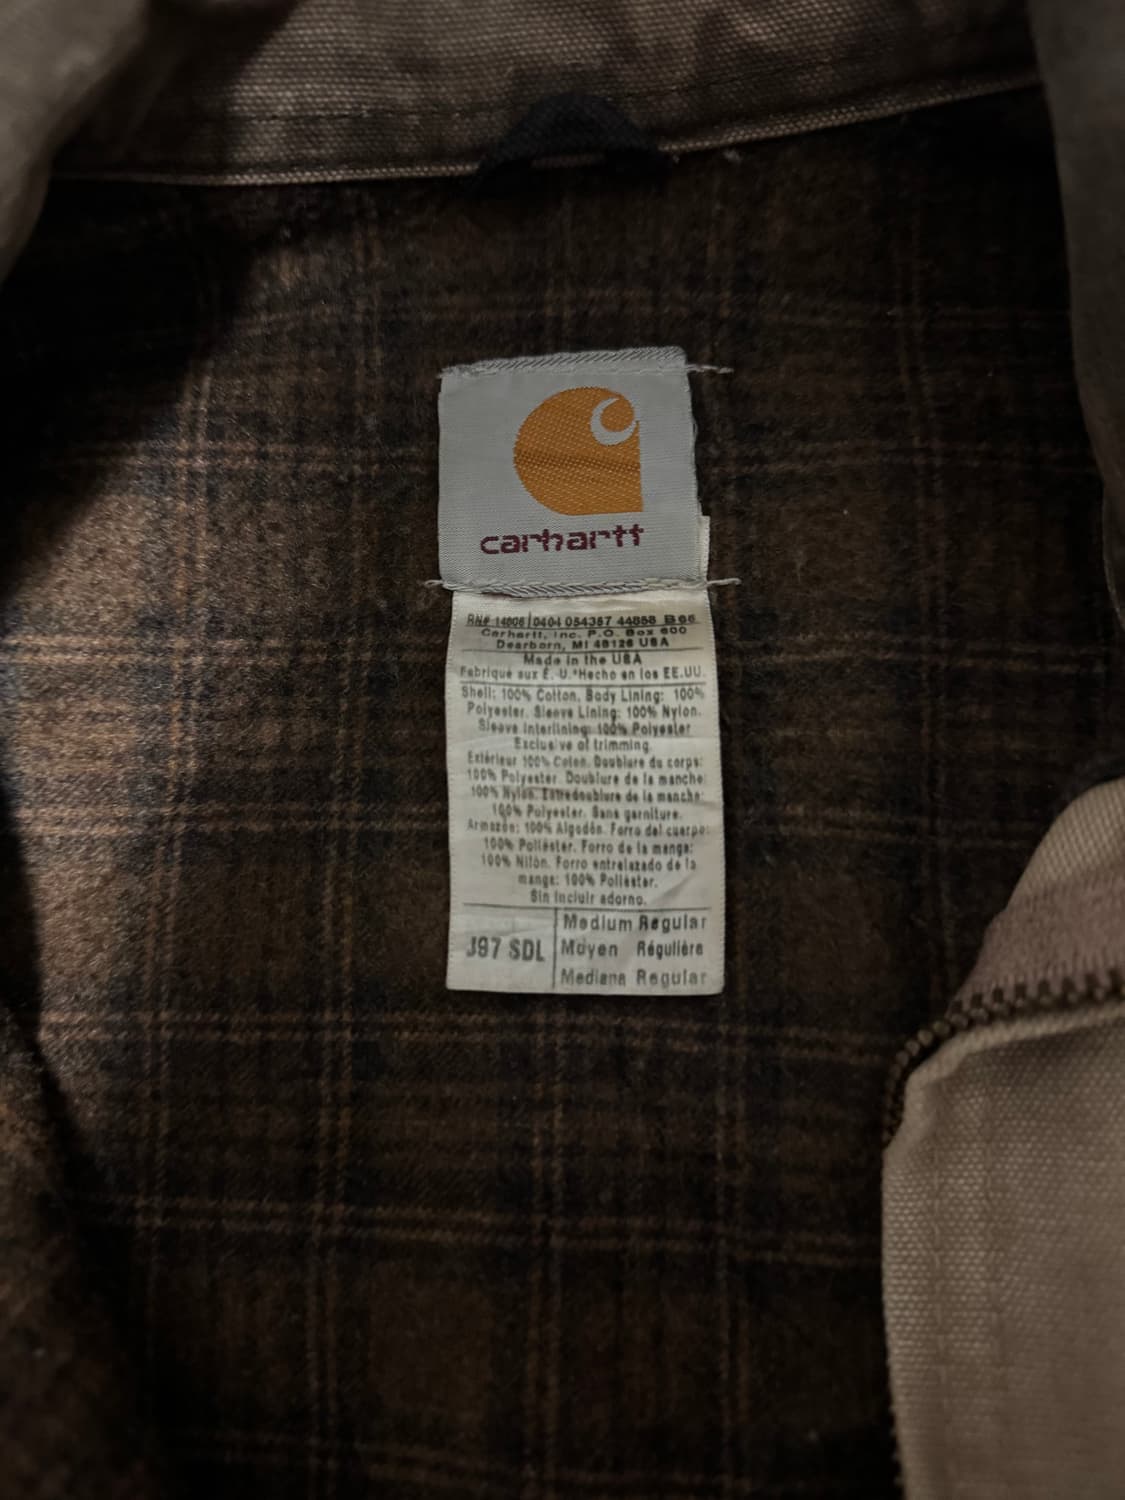 carhartt
RN# 14806 0404 054367 44858 B06
Carhartt, Inc. P.O. Box 600
Dearborn, MI 48126 USA
Made in the USA
Fabrique aux É. U.*Hecho en los EE.UU.
Shell: 100% Cotton. Body Lining: 100%
Polyester. Sleeve Lining: 100% Nylon.
Sleeve Interlining: 100% Polyester
Exclusive of trimming.
Extérieur 100% Coton. Doublure du corps:
100% Polyester. Doublure de la manche:
100% Nylon. Entredoublure de la manche:
100% Polyester. Sans garniture.
Armazón: 100% Algodón. Forro del cuerpo:
100% Poliéster. Forro de la manga:
100% Nilón. Forro entrelazado de la
manga: 100% Poliéster.
Sin incluir adorno.
J97 SDL
Medium Regular
Moyen Régulière
Mediana Regular